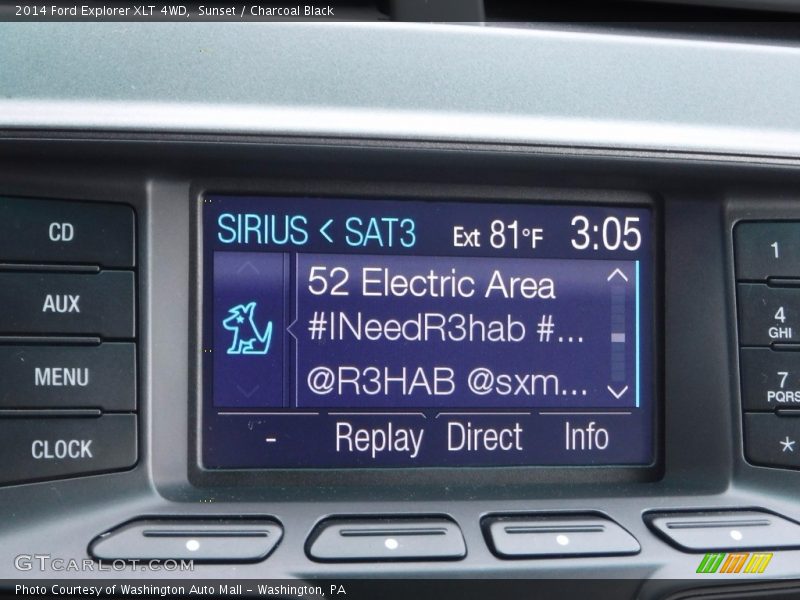 2014 Ford Explorer XLT 4WD,  Sunset / Charcoal Black
SIRIUS < SAT3 Ext 81°F 3:05
52 Electric Area
#INeedR3hab #...
@R3HAB @sxm...
- Replay Direct Info
CD
AUX
MENU
CLOCK
1
4
GHI
7
PQRS
*
GTCARLOT.COM
Photo Courtesy of Washington Auto Mall - Washington, PA